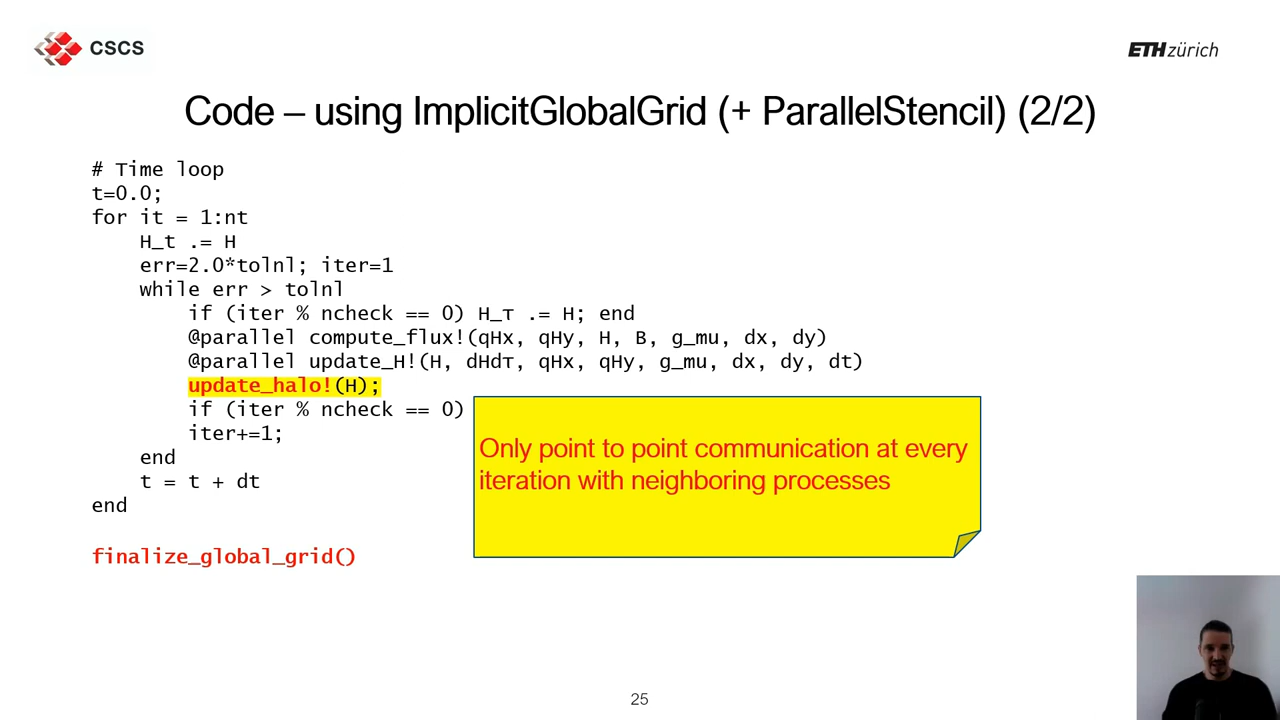 CSCS
ETH zürich
Code – using ImplicitGlobalGrid (+ ParallelStencil) (2/2)
# Time loop
t=0.0;
for it = 1:nt
H_t .= H
err=2.0*tolnl; iter=1
while err > tolnl
if (iter % ncheck == 0) H_τ .= H; end
@parallel compute_flux!(qHx, qHy, H, B, g_mu, dx, dy)
@parallel update_H!(H, dHdτ, qHx, qHy, g_mu, dx, dy, dt)
update_halo!(H);
if (iter % ncheck == 0)
iter+=1;
end
t = t + dt
end
finalize_global_grid()
Only point to point communication at every
iteration with neighboring processes
25